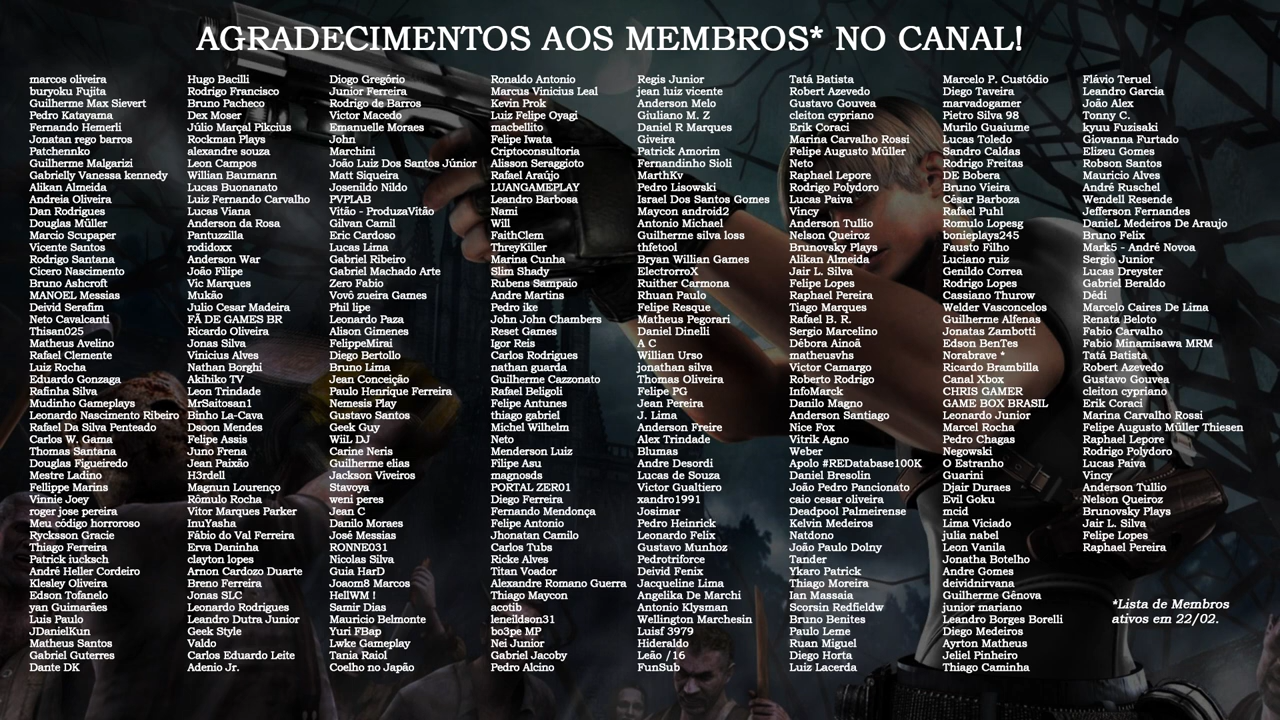 AGRADECIMENTOS AOS MEMBROS* NO CANAL!
marcos oliveira
buryoku Fujita
Guilherme Max Sievert
Pedro Katayama
Fernando Hemerli
Jonatan rego barros
Patchennko
Guilherme Malgarizi
Gabrielly Vanessa kennedy
Alikan Almeida
Andreia Oliveira
Dan Rodrigues
Douglas Müller
Marcio Scupaper
Vicente Santos
Rodrigo Santana
Cicero Nascimento
Bruno Ashcroft
MANOEL Messias
Deivid Serafim
Neto Cavalcanti
Thisan025
Matheus Avelino
Rafael Clemente
Luiz Rocha
Eduardo Gonzaga
Rafinha Silva
Mudinho Gameplays
Leonardo Nascimento Ribeiro
Rafael Da Silva Penteado
Carlos W. Gama
Thomas Santana
Douglas Figueiredo
Mestre Ladino
Fellippe Marins
Vinnie Joey
roger jose pereira
Meu código horroroso
Rycksson Gracie
Thiago Ferreira
Patrick iucksch
André Heller Cordeiro
Klesley Oliveira
Edson Tofanelo
yan Guimarães
Luis Paulo
JDanielKun
Matheus Santos
Gabriel Guterres
Dante DK
Hugo Bacilli
Rodrigo Francisco
Bruno Pacheco
Dex Moser
Júlio Marçal Pikcius
Rockman Plays
alexandre souza
Leon Campos
Willian Baumann
Lucas Buonanato
Luiz Fernando Carvalho
Lucas Viana
Anderson da Rosa
Pantuzzilla
rodidoxx
Anderson War
João Filipe
Vic Marques
Mukão
Julio Cesar Madeira
FÃ DE GAMES BR
Ricardo Oliveira
Jonas Silva
Vinicius Alves
Nathan Borghi
Akihiko TV
Leon Trindade
MrSaitosan1
Binho La-Cava
Dsoon Mendes
Felipe Assis
Juno Frena
Jean Paixão
H3rdell
Magnun Lourenço
Rômulo Rocha
Vitor Marques Parker
InuYasha
Fábio do Val Ferreira
Erva Daninha
clayton lopes
Arnon Cardozo Duarte
Breno Ferreira
Jonas SLC
Leonardo Rodrigues
Leandro Dutra Junior
Geek Style
Valdo
Carlos Eduardo Leite
Adenio Jr.
Diogo Gregório
Junior Ferreira
Rodrigo de Barros
Victor Macedo
Emanuelle Moraes
John
Marchini
João Luiz Dos Santos Júnior
Matt Siqueira
Josenildo Nildo
PVPLAB
Vitão - ProduzaVitão
Gilvan Camil
Eric Cardoso
Lucas Lima
Gabriel Ribeiro
Gabriel Machado Arte
Zero Fabio
Vovô zueira Games
Phil lipe
Leonardo Paza
Alison Gimenes
FelippeMirai
Diego Bertollo
Bruno Lima
Jean Conceição
Paulo Henrique Ferreira
Nemesis Play
Gustavo Santos
Geek Guy
WiiL DJ
Carine Neris
Guilherme elias
Jackson Viveiros
Stavoya
weni peres
Jean C
Danilo Moraes
José Messias
RONNE031
Nicolas Silva
Guia HarD
Joaom8 Marcos
HellWM !
Samir Dias
Mauricio Belmonte
Yuri FBap
Lwke Gameplay
Tania Raiol
Coelho no Japão
Ronaldo Antonio
Marcus Vinicius Leal
Kevin Prok
Luiz Felipe Oyagi
macbellito
Felipe Iwata
Criptoconsultoria
Alisson Seraggioto
Rafael Araújo
LUANGAMEPLAY
Leandro Barbosa
Nami
Will
FaithClem
ThreyKiller
Marina Cunha
Slim Shady
Rubens Sampaio
Andre Martins
Pedro ike
John John Chambers
Reset Games
Igor Reis
Carlos Rodrigues
nathan guarda
Guilherme Cazzonato
Rafael Beligoli
Felipe Antunes
thiago gabriel
Michel Wilhelm
Neto
Menderson Luiz
Filipe Asu
magnosds
PORTAL ZERO1
Diego Ferreira
Fernando Mendonça
Felipe Antonio
Jhonatan Camilo
Carlos Tubs
Ricke Alves
Titan Voador
Alexandre Romano Guerra
Thiago Maycon
acotib
leneildson31
bo3pe MP
Nei Junior
Gabriel Jacoby
Pedro Alcino
Regis Junior
jean luiz vicente
Anderson Melo
Giuliano M. Z
Daniel R Marques
Giveira
Patrick Amorim
Fernandinho Sioli
MarthKv
Pedro Lisowski
Israel Dos Santos Gomes
Maycon android2
Antonio Michael
Guilherme silva loss
thfetool
Bryan Willian Games
ElectrorroX
Ruither Carmona
Rhuan Paulo
Felipe Resque
Matheus Pegorari
Daniel Dinelli
A C
Willian Urso
jonathan silva
Thomas Oliveira
Felipe PG
Jean Pereira
J. Lima
Anderson Freire
Alex Trindade
Blumas
Andre Desordi
Lucas de Souza
Victor Gualtiero
xandro1991
Josimar
Pedro Heinrick
Leonardo Felix
Gustavo Munhoz
Pedrotriforce
Deivid Fenix
Jacqueline Lima
Angelika De Marchi
Antonio Klysman
Wellington Marchesin
Luisf 3979
Hideraldo
Leão /16
FunSub
Tatá Batista
Robert Azevedo
Gustavo Gouvea
cleiton cypriano
Erik Coraci
Marina Carvalho Rossi
Felipe Augusto Müller
Neto
Raphael Lepore
Rodrigo Polydoro
Lucas Paiva
Vincy
Anderson Tullio
Nelson Queiroz
Brunovsky Plays
Alikan Almeida
Jair L. Silva
Felipe Lopes
Raphael Pereira
Tiago Marques
Rafael B. R.
Sergio Marcelino
Débora Ainoã
matheusvhs
Victor Camargo
Roberto Rodrigo
InfoMarck
Danilo Magno
Anderson Santiago
Nice Fox
Vitrik Agno
Weber
Apolo #REDatabase100K
Daniel Bresolin
João Pedro Pancionato
caio cesar oliveira
Deadpool Palmeirense
Kelvin Medeiros
Natdono
João Paulo Dolny
Tander
Ykaro Patrick
Thiago Moreira
Ian Massaia
Scorsin Redfieldw
Bruno Benites
Paulo Leme
Ruan Miguel
Diego Horta
Luiz Lacerda
Marcelo P. Custódio
Diego Taveira
marvadogamer
Pietro Silva 98
Murilo Guaiume
Lucas Toledo
Sandro Caldas
Rodrigo Freitas
DE Bobera
Bruno Vieira
César Barboza
Rafael Puhl
Romulo Lopesg
bonieplays245
Fausto Filho
Luciano ruiz
Genildo Correa
Rodrigo Lopes
Cassiano Thurow
Welder Vasconcelos
Guilherme Alfenas
Jonatas Zambotti
Edson BenTes
Norabrave *
Ricardo Brambilla
Canal Xbox
CHRIS GAMER
GAME BOX BRASIL
Leonardo Junior
Marcel Rocha
Pedro Chagas
Negowski
O Estranho
Guarini
Djair Duraes
Evil Goku
mcid
Lima Viciado
julia nabel
Leon Vanila
Jonatha Botelho
Andre Gomes
deividnirvana
Guilherme Gênova
junior mariano
Leandro Borges Borelli
Diego Medeiros
Ayrton Matheus
Jeliel Pinheiro
Thiago Caminha
Flávio Teruel
Leandro Garcia
João Alex
Tonny C.
kyuu Fuzisaki
Giovanna Furtado
Elizeu Gomes
Robson Santos
Mauricio Alves
André Ruschel
Wendell Resende
Jefferson Fernandes
DanieL Medeiros De Araujo
Bruno Felix
Mark5 - André Novoa
Sergio Junior
Lucas Dreyster
Gabriel Beraldo
Dêdi
Marcelo Caires De Lima
Renata Beloto
Fabio Carvalho
Fabio Minamisawa MRM
Tatá Batista
Robert Azevedo
Gustavo Gouvea
cleiton cypriano
Erik Coraci
Marina Carvalho Rossi
Felipe Augusto Müller Thiesen
Raphael Lepore
Rodrigo Polydoro
Lucas Paiva
Vincy
Anderson Tullio
Nelson Queiroz
Brunovsky Plays
Jair L. Silva
Felipe Lopes
Raphael Pereira
*Lista de Membros
ativos em 22/02.